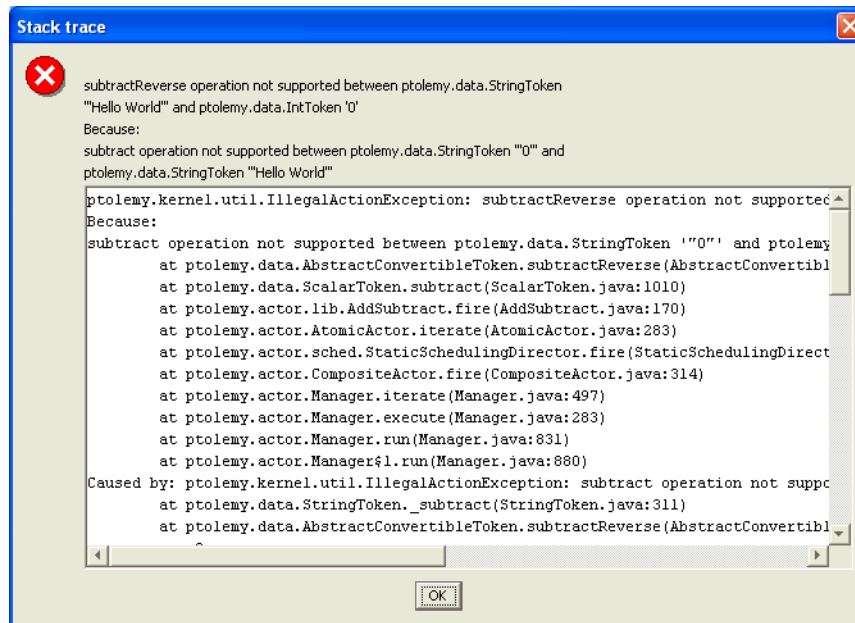 Stack trace
subtractReverse operation not supported between ptolemy.data.StringToken
'"Hello World"' and ptolemy.data.IntToken '0'
Because:
subtract operation not supported between ptolemy.data.StringToken '"0"' and
ptolemy.data.StringToken '"Hello World"'
ptolemy.kernel.util.IllegalActionException: subtractReverse operation not supported
Because:
subtract operation not supported between ptolemy.data.StringToken '"0"' and ptolemy
at ptolemy.data.AbstractConvertibleToken.subtractReverse(AbstractConvertibl
at ptolemy.data.ScalarToken.subtract(ScalarToken.java:1010)
at ptolemy.actor.lib.AddSubtract.fire(AddSubtract.java:170)
at ptolemy.actor.AtomicActor.iterate(AtomicActor.java:283)
at ptolemy.actor.sched.StaticSchedulingDirector.fire(StaticSchedulingDirect
at ptolemy.actor.CompositeActor.fire(CompositeActor.java:314)
at ptolemy.actor.Manager.iterate(Manager.java:497)
at ptolemy.actor.Manager.execute(Manager.java:283)
at ptolemy.actor.Manager.run(Manager.java:831)
at ptolemy.actor.Manager$1.run(Manager.java:880)
Caused by: ptolemy.kernel.util.IllegalActionException: subtract operation not suppo
at ptolemy.data.StringToken._subtract(StringToken.java:311)
at ptolemy.data.AbstractConvertibleToken.subtractReverse(AbstractConvertibl
OK